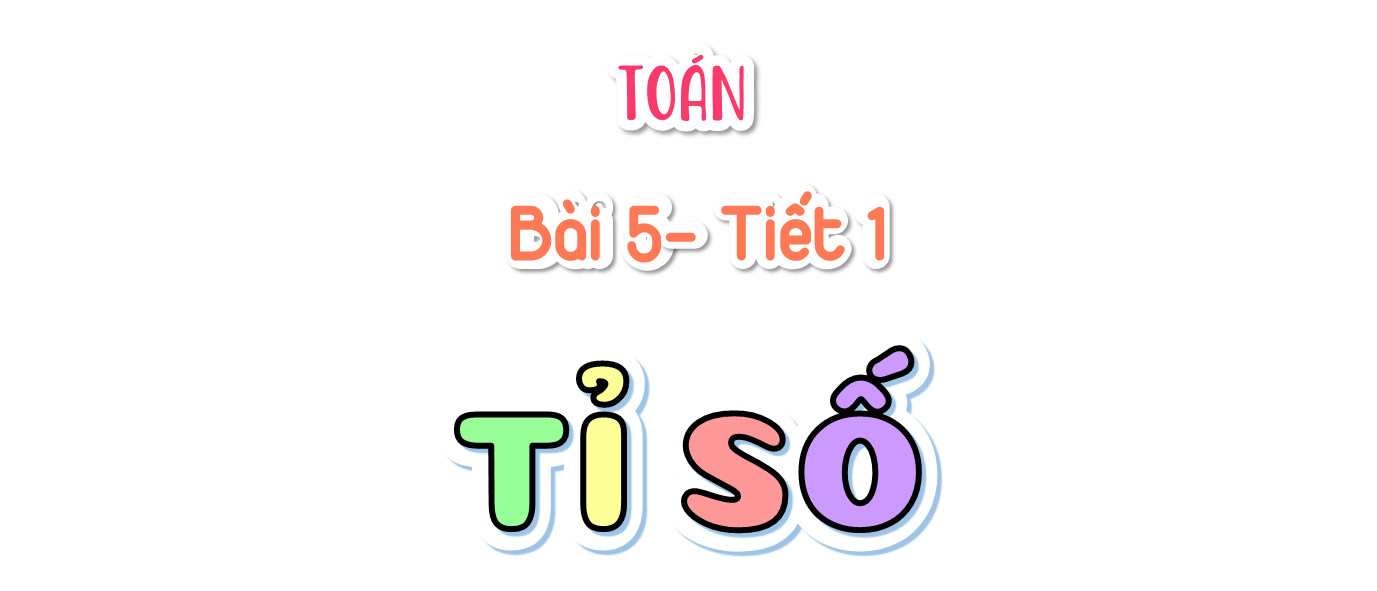 TOÁN
Bài 5- Tiết 1
TỈ SỐ